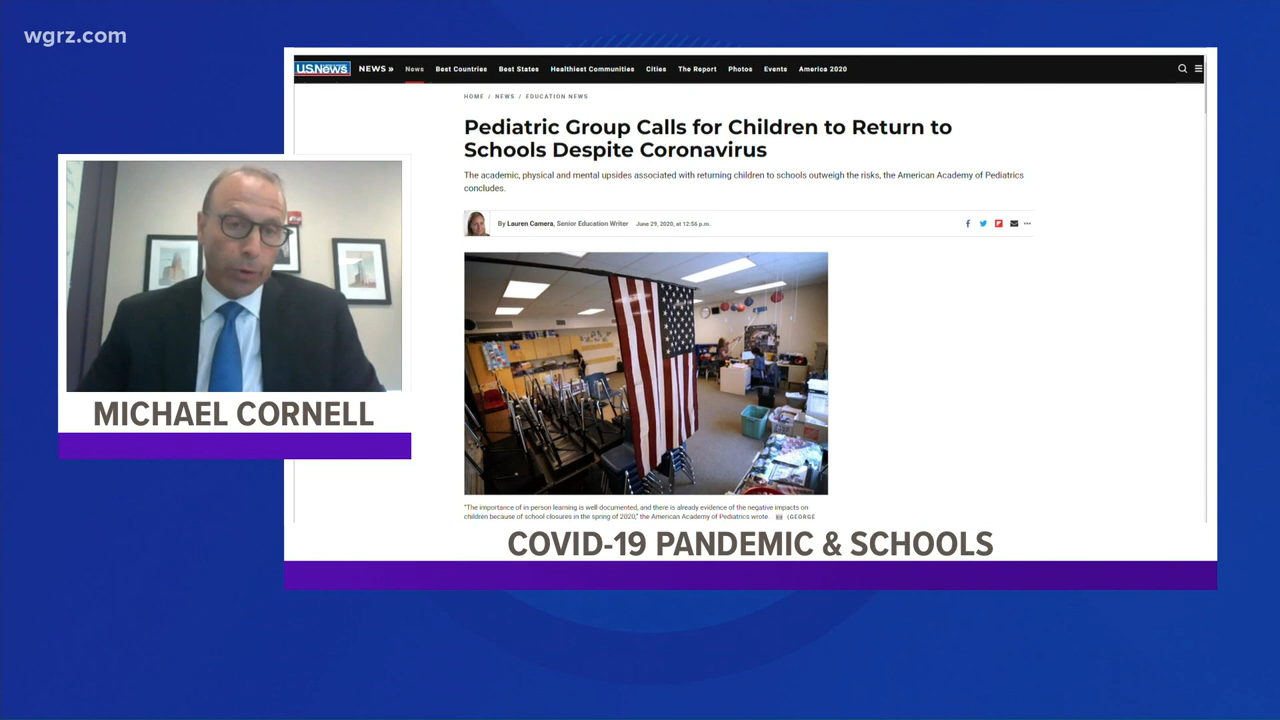 wgrz.com
U.S.News
NEWS »
News Best Countries Best States Healthiest Communities Cities The Report Photos Events America 2020
HOME / NEWS / EDUCATION NEWS
Pediatric Group Calls for Children to Return to
Schools Despite Coronavirus
The academic, physical and mental upsides associated with returning children to schools outweigh the risks, the American Academy of Pediatrics
concludes.
By Lauren Camera, Senior Education Writer June 29, 2020, at 12:56 p.m.
"The importance of in person learning is well documented, and there is already evidence of the negative impacts on
children because of school closures in the spring of 2020," the American Academy of Pediatrics wrote. (GEORGE
MICHAEL CORNELL
COVID-19 PANDEMIC & SCHOOLS